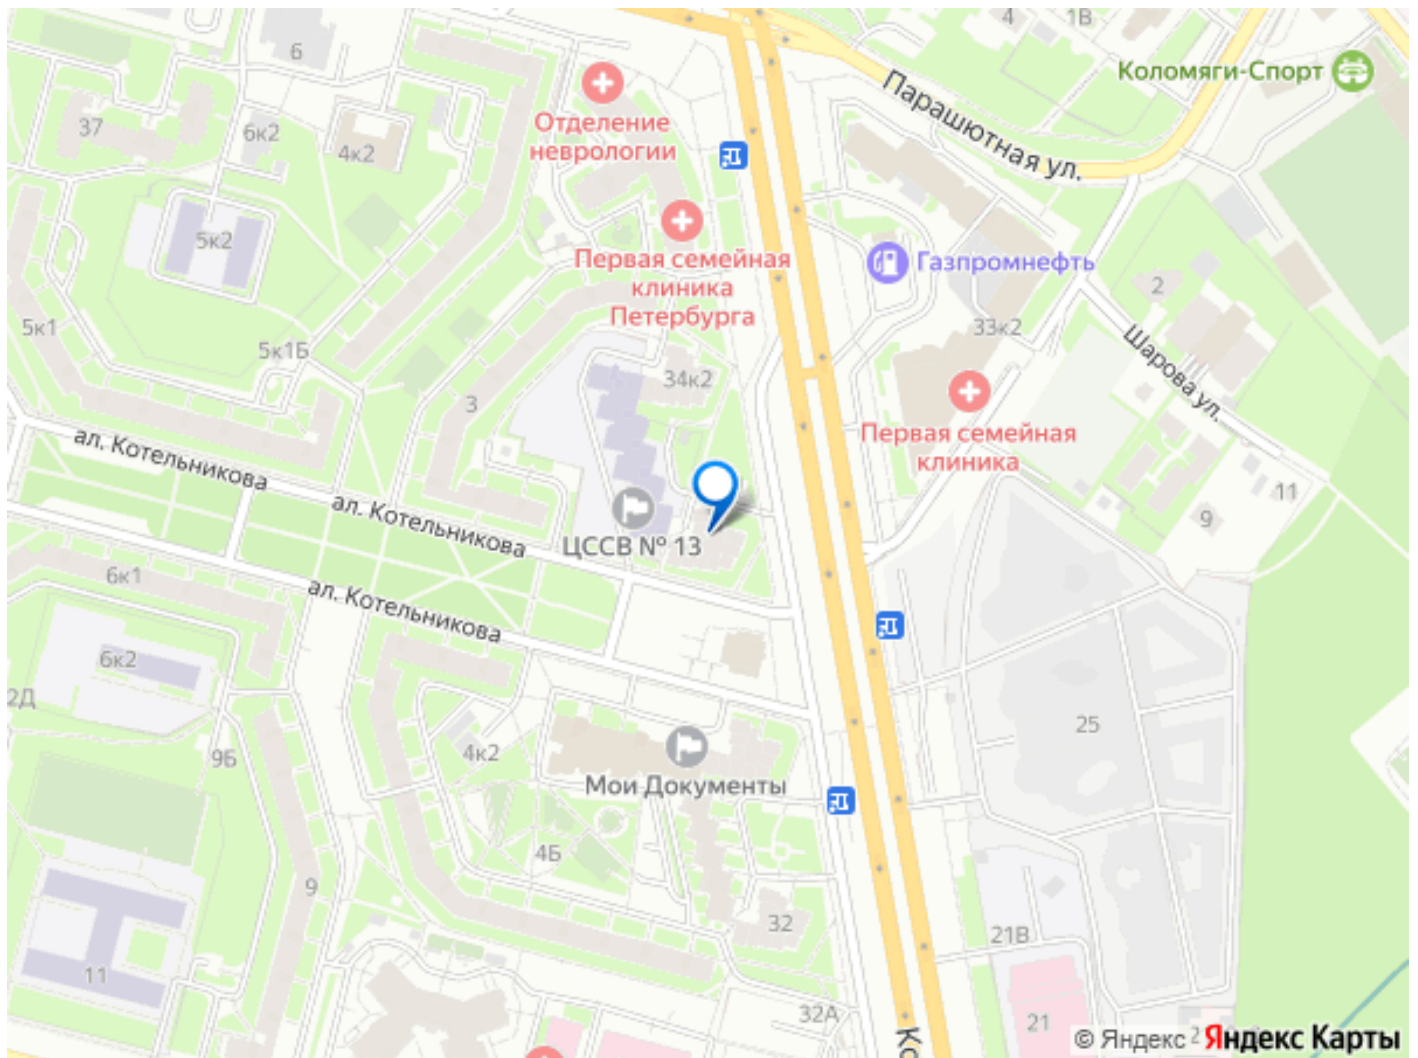 6
4
1В
Коломяги-Спорт
Парашютная ул.
Отделение
неврологии
37
6к2
4к2
5к2
Первая семейная
клиника
Петербурга
Газпромнефть
2
33к2
Шарова ул.
5к1
5к1Б
3
34к2
Первая семейная
клиника
11
9
ал. Котельникова
ал. Котельникова
ЦССВ № 13
ал. Котельникова
6к1
6к2
2Д
9Б
4к2
25
Мои Документы
4Б
9
32
21В
11
32А
21
Ко
2
© Яндекс
Яндекс Карты